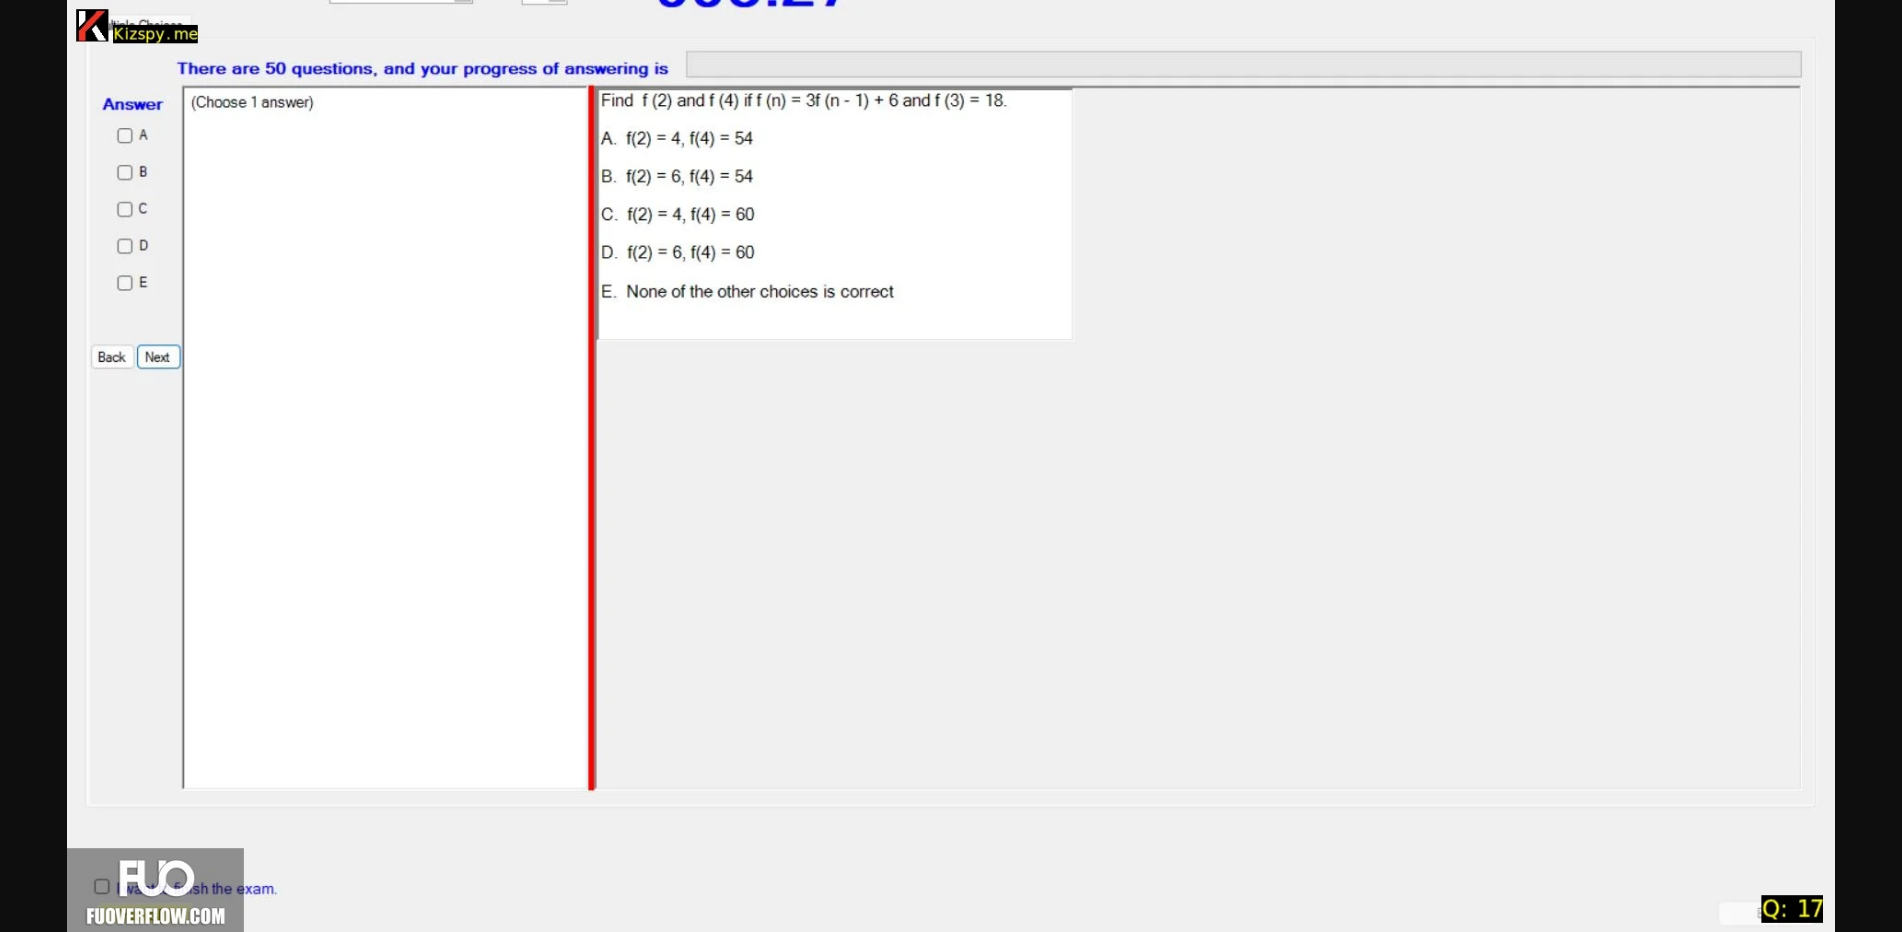 Kizspy.me
There are 50 questions, and your progress of answering is
Answer
(Choose 1 answer)
A
B
C
D
E
Back Next
Find f (2) and f (4) if f (n) = 3f (n - 1) + 6 and f (3) = 18.
A. f(2) = 4, f(4) = 54
B. f(2) = 6, f(4) = 54
C. f(2) = 4, f(4) = 60
D. f(2) = 6, f(4) = 60
E. None of the other choices is correct
FUO
the exam.
FUOVERFLOW.COM
Q: 17